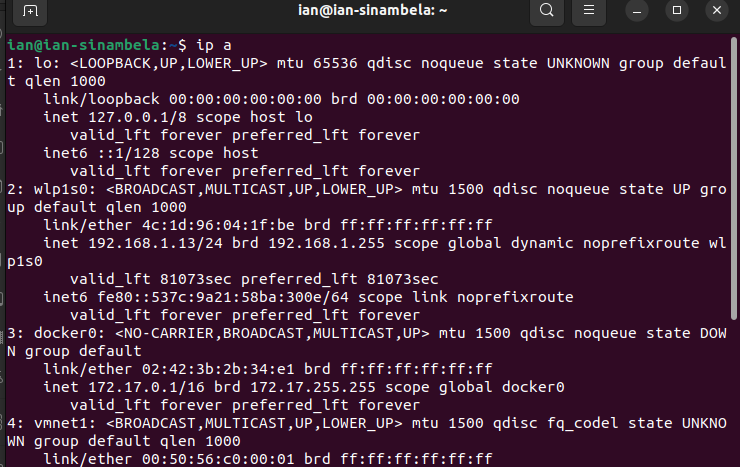 ian@ian-sinambela: ~
ian@ian-sinambela:~$ ip a
1: lo: <LOOPBACK,UP,LOWER_UP> mtu 65536 qdisc noqueue state UNKNOWN group defaul
t qlen 1000
    link/loopback 00:00:00:00:00:00 brd 00:00:00:00:00:00
    inet 127.0.0.1/8 scope host lo
       valid_lft forever preferred_lft forever
    inet6 ::1/128 scope host
       valid_lft forever preferred_lft forever
2: wlp1s0: <BROADCAST,MULTICAST,UP,LOWER_UP> mtu 1500 qdisc noqueue state UP gro
up default qlen 1000
    link/ether 4c:1d:96:04:1f:be brd ff:ff:ff:ff:ff:ff
    inet 192.168.1.13/24 brd 192.168.1.255 scope global dynamic noprefixroute wl
p1s0
       valid_lft 81073sec preferred_lft 81073sec
    inet6 fe80::537c:9a21:58ba:300e/64 scope link noprefixroute
       valid_lft forever preferred_lft forever
3: docker0: <NO-CARRIER,BROADCAST,MULTICAST,UP> mtu 1500 qdisc noqueue state DOW
N group default
    link/ether 02:42:3b:2b:34:e1 brd ff:ff:ff:ff:ff:ff
    inet 172.17.0.1/16 brd 172.17.255.255 scope global docker0
       valid_lft forever preferred_lft forever
4: vmnet1: <BROADCAST,MULTICAST,UP,LOWER_UP> mtu 1500 qdisc fq_codel state UNKNO
WN group default qlen 1000
    link/ether 00:50:56:c0:00:01 brd ff:ff:ff:ff:ff:ff